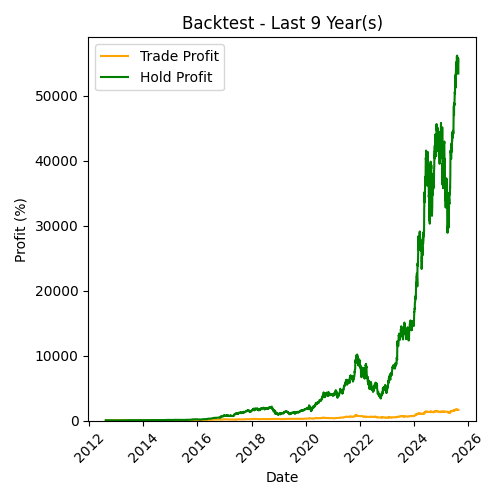 Backtest - Last 9 Year(s)
Trade Profit
Hold Profit
Profit (%)
50000
40000
30000
20000
10000
0
2012
2014
2016
2018
2020
2022
2024
2026
Date